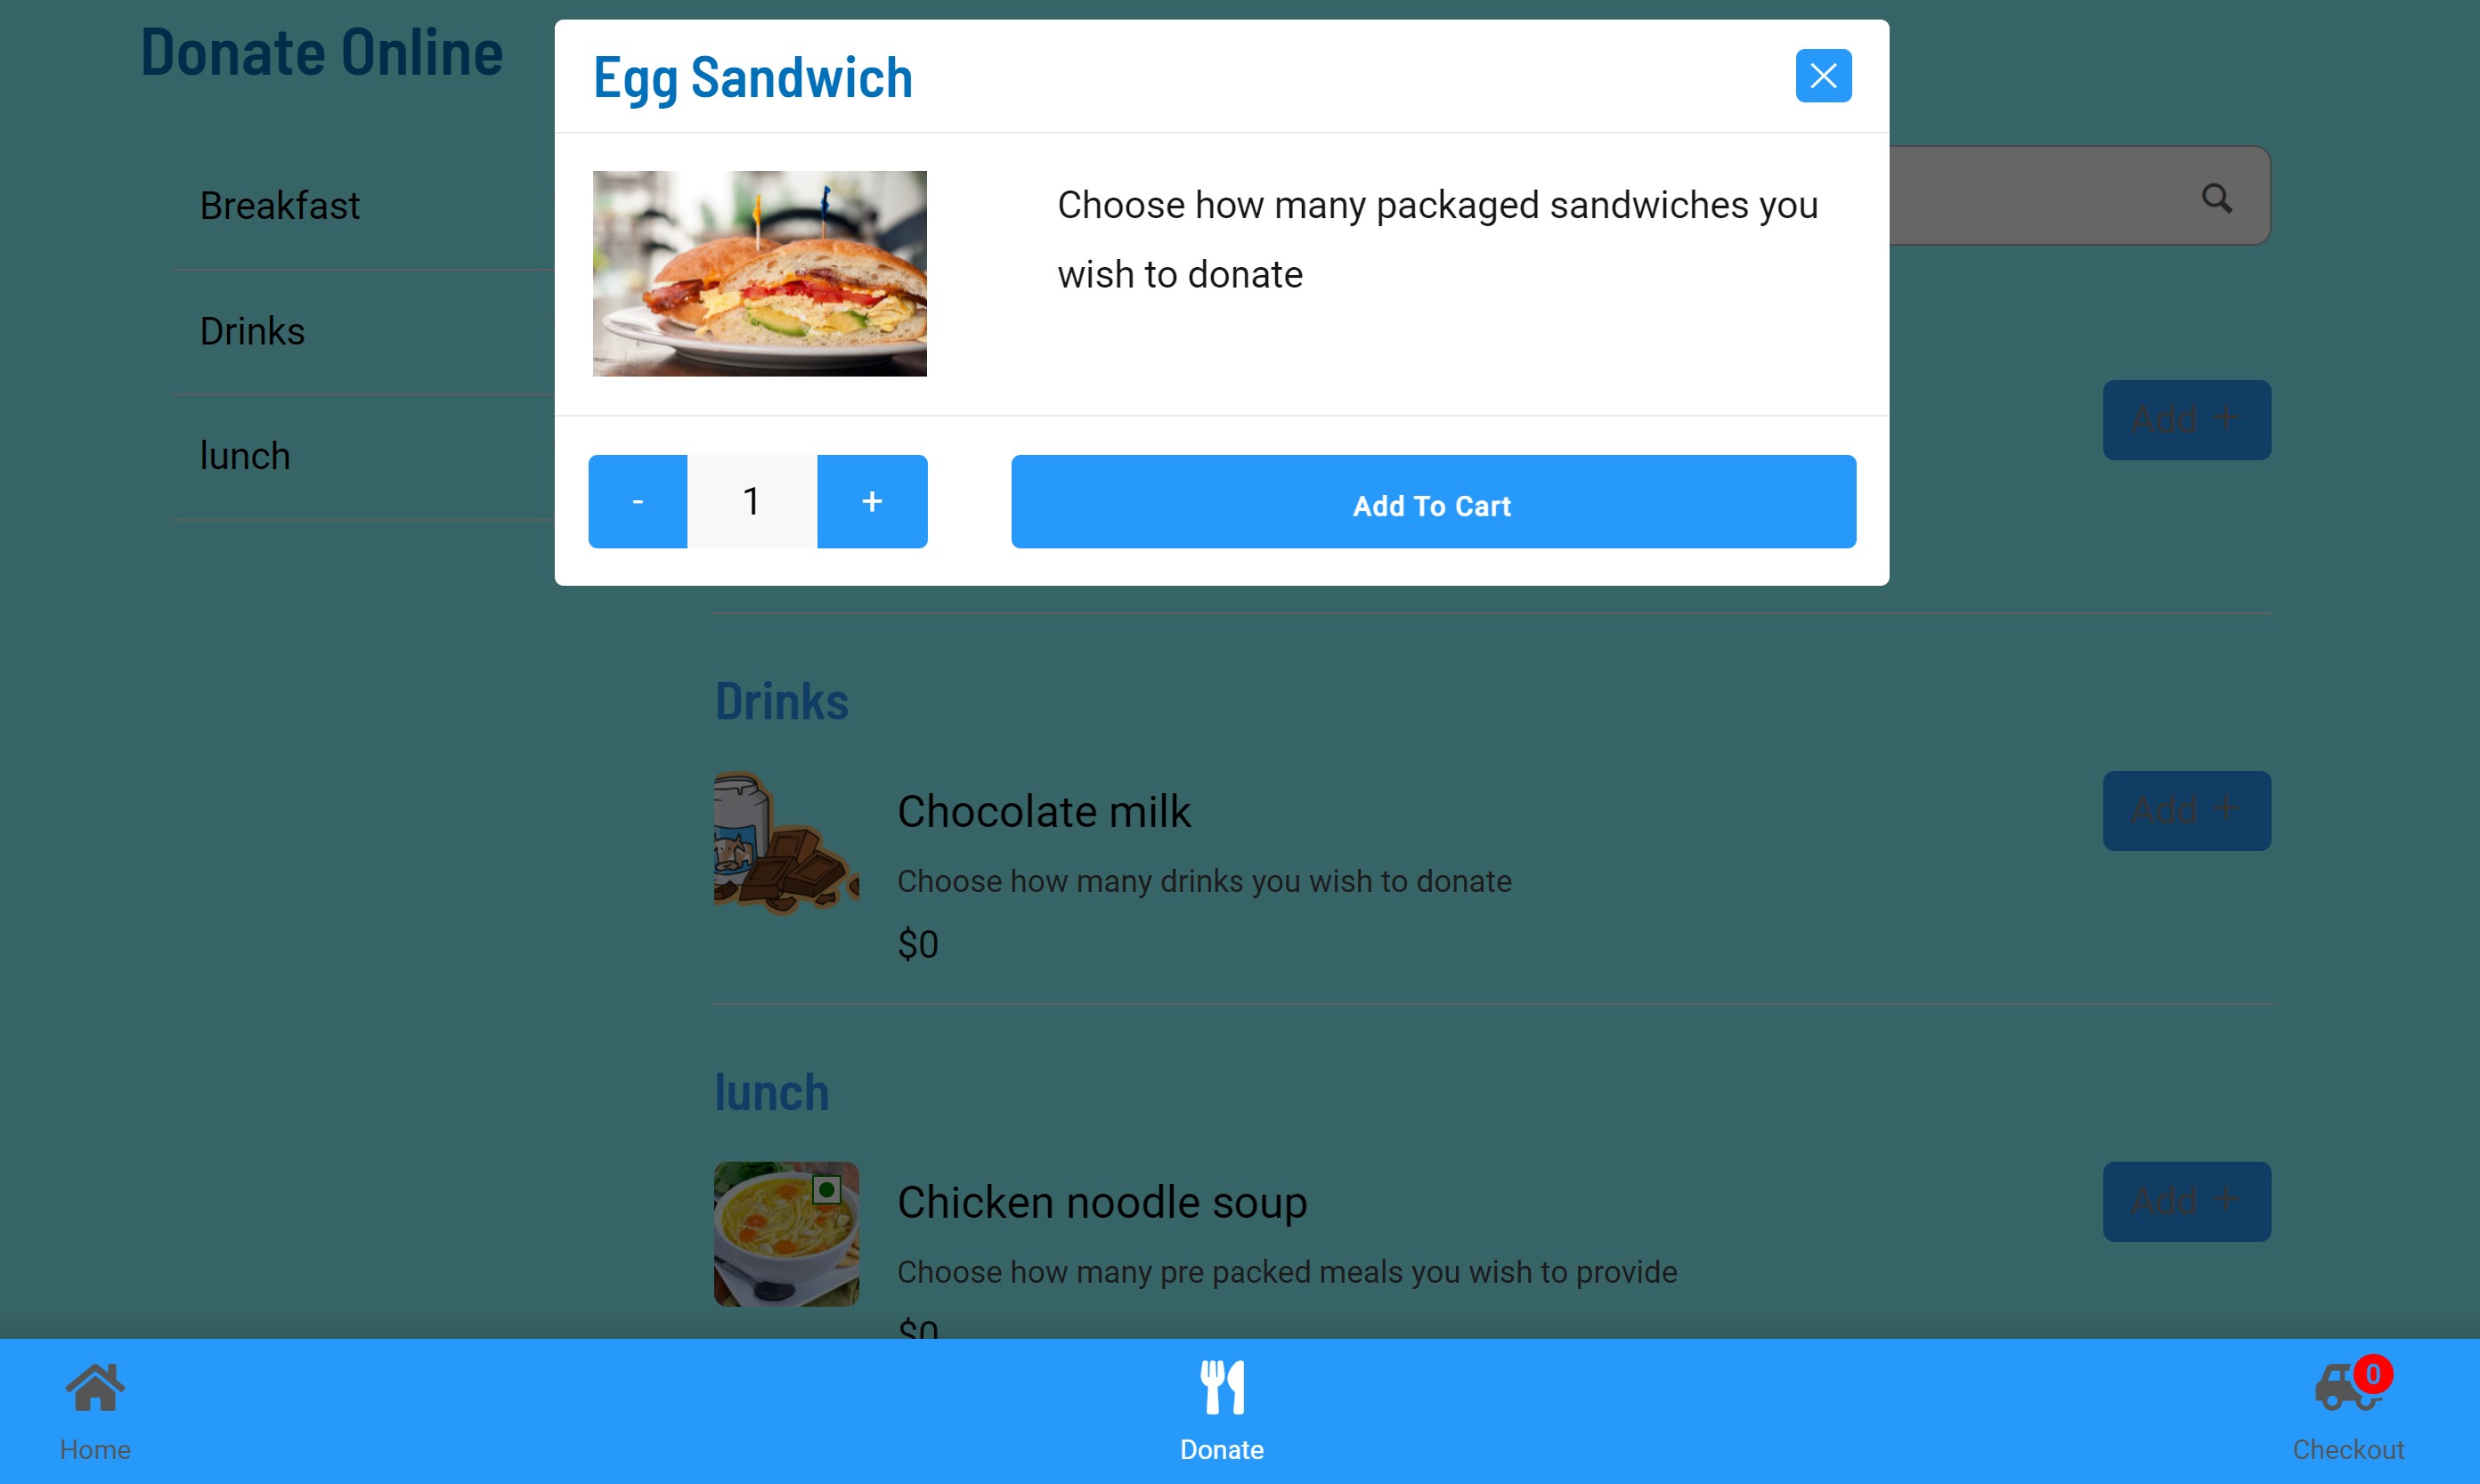 Donate Online
Egg Sandwich
Breakfast
Drinks
lunch
Choose how many packaged sandwiches you
wish to donate
- 1 +
Add To Cart
Add +
Drinks
Chocolate milk
Choose how many drinks you wish to donate
$0
Add +
lunch
Chicken noodle soup
Choose how many pre packed meals you wish to provide
$0
Add +
Home
Donate
0
Checkout